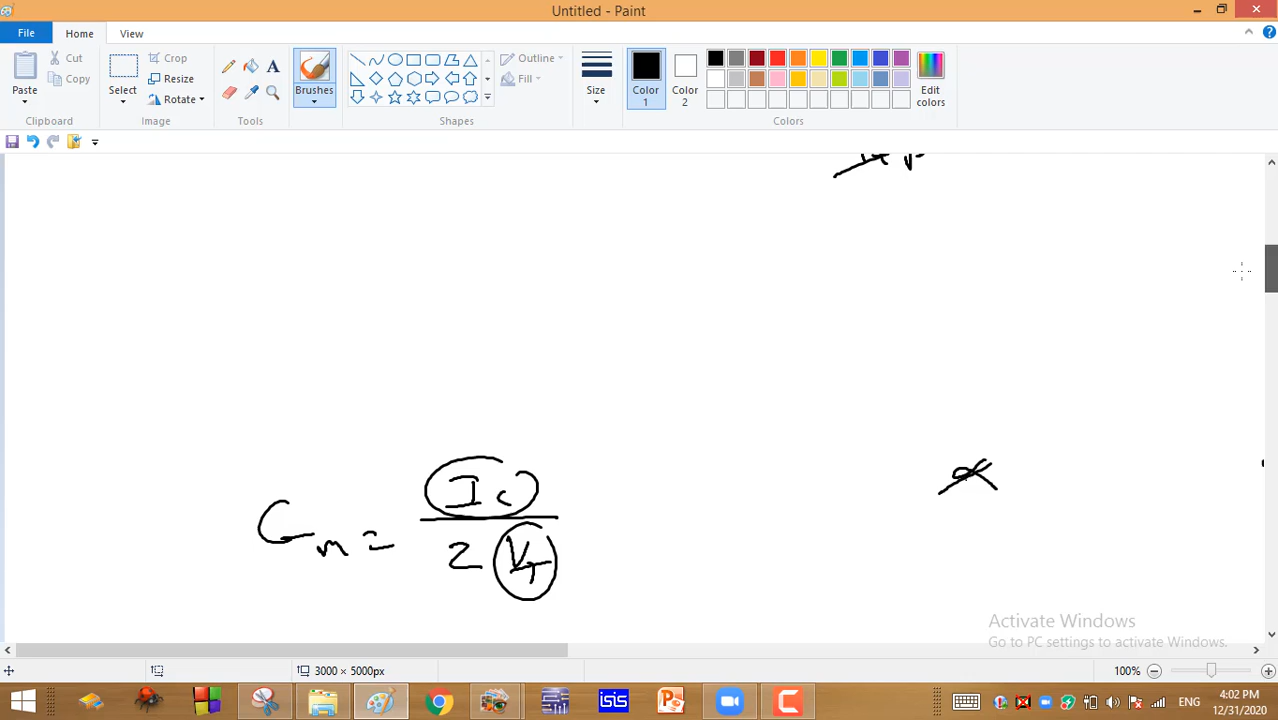 Untitled - Paint
File
Home
View
Paste
Cut
Copy
Clipboard
Select
Crop
Resize
Rotate
Image
A
Tools
Brushes
Shapes
Outline
Fill
Size
Color 1
Color 2
Edit colors
Colors
Gm = Ic
2 VT
α
Activate Windows
Go to PC settings to activate Windows.
3000 × 5000px
100%
isis
ENG
4:02 PM
12/31/2020